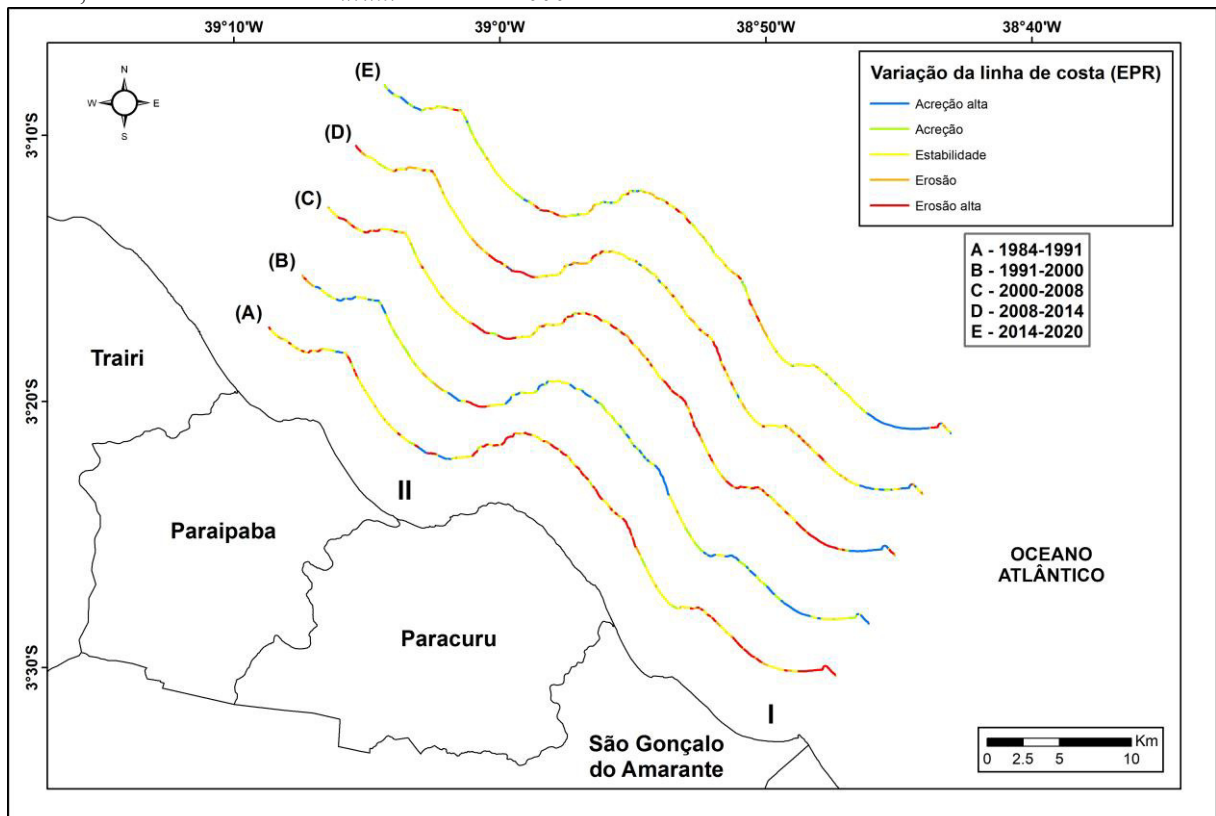 39°10'W
39°0'W
38°50'W
38°40'W
3°10'S
3°20'S
3°30'S
N
W
E
S
(E)
(D)
(C)
(B)
(A)
Variação da linha de costa (EPR)
Acreção alta
Acreção
Estabilidade
Erosão
Erosão alta
A - 1984-1991
B - 1991-2000
C - 2000-2008
D - 2008-2014
E - 2014-2020
Trairi
Paraipaba
II
Paracuru
I
São Gonçalo
do Amarante
OCEANO
ATLÂNTICO
Km
0 2.5 5 10